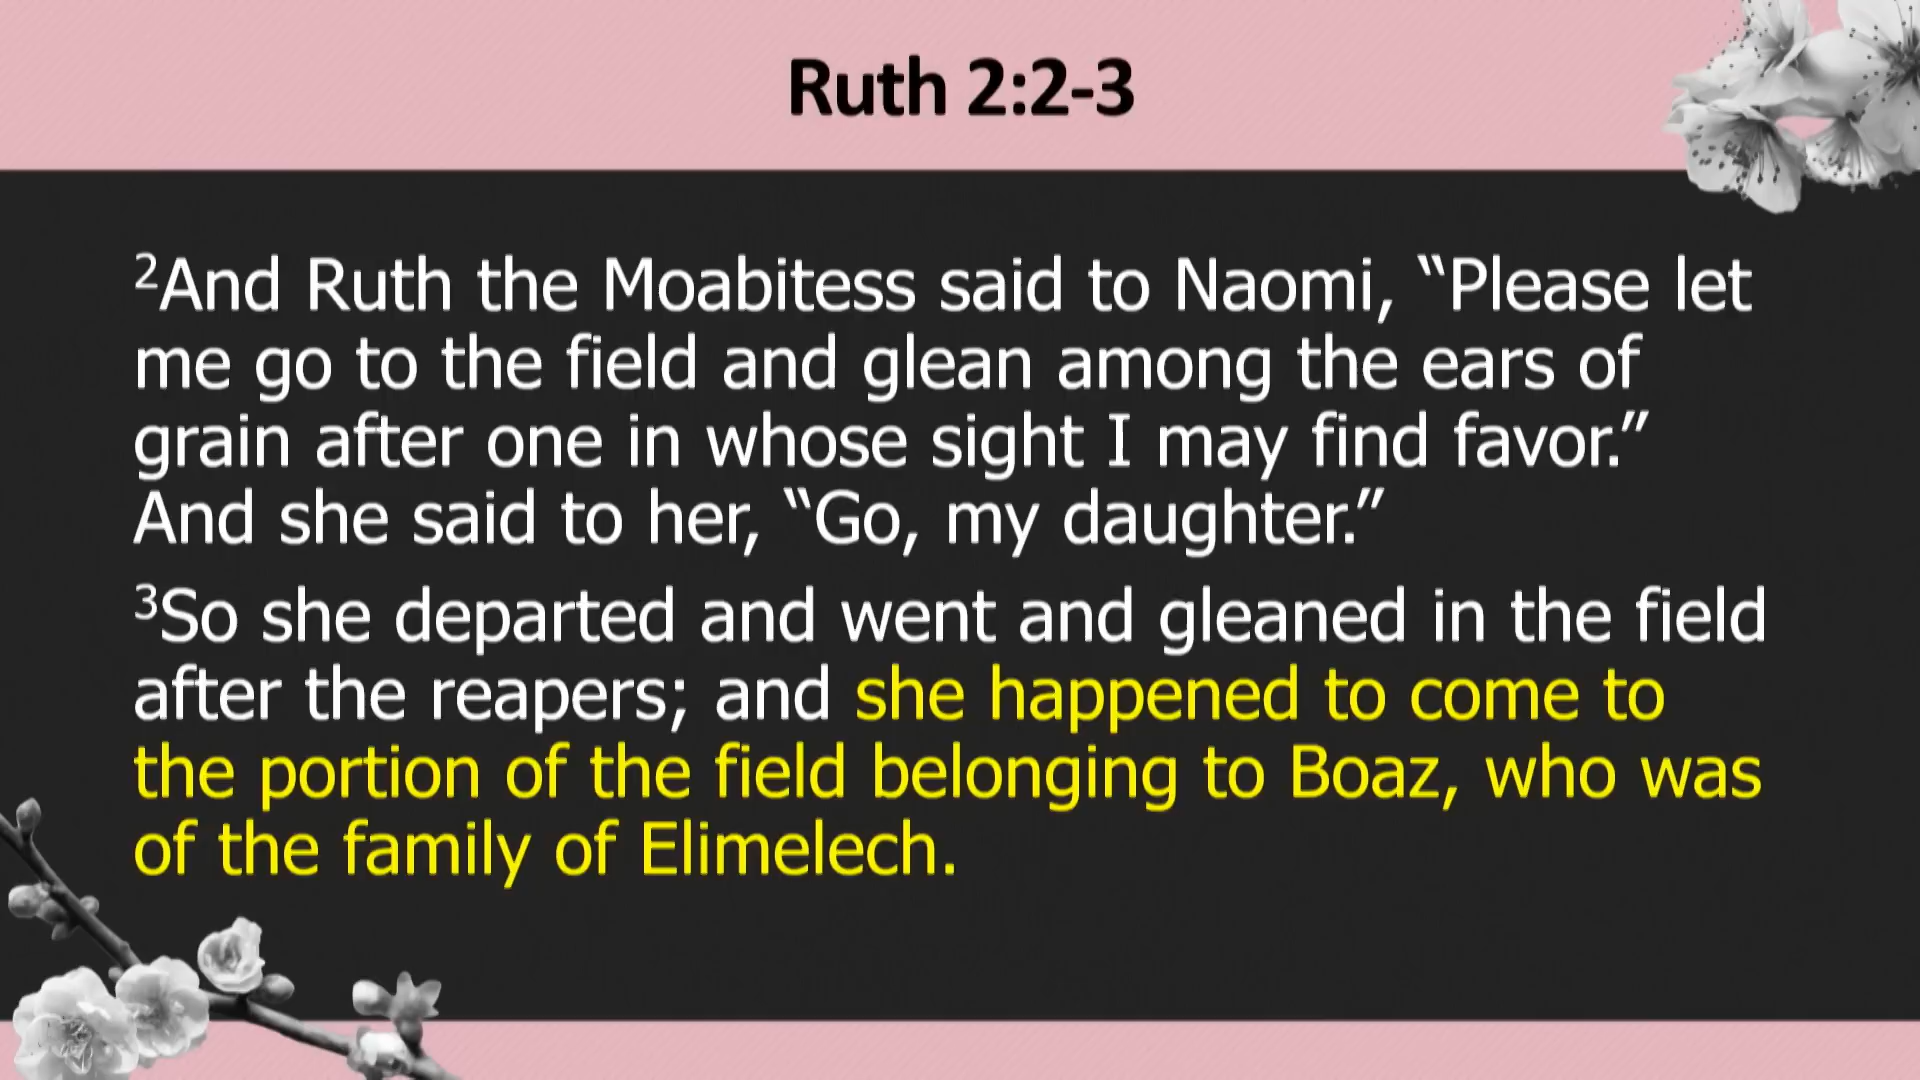 Ruth 2:2-3
²And Ruth the Moabitess said to Naomi, “Please let
me go to the field and glean among the ears of
grain after one in whose sight I may find favor.”
And she said to her, “Go, my daughter.”
³So she departed and went and gleaned in the field
after the reapers; and she happened to come to
the portion of the field belonging to Boaz, who was
of the family of Elimelech.